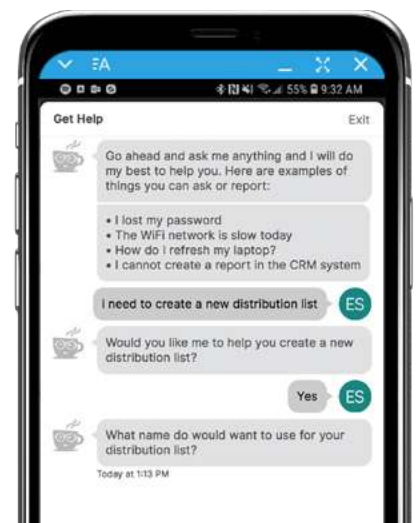 EA
55% 9:32 AM
Get Help Exit
Go ahead and ask me anything and I will do
my best to help you. Here are examples of
things you can ask or report:
• I lost my password
• The WiFi network is slow today
• How do I refresh my laptop?
• I cannot create a report in the CRM system
i need to create a new distribution list ES
Would you like me to help you create a new
distribution list?
Yes ES
What name do would want to use for your
distribution list?
Today at 1:13 PM